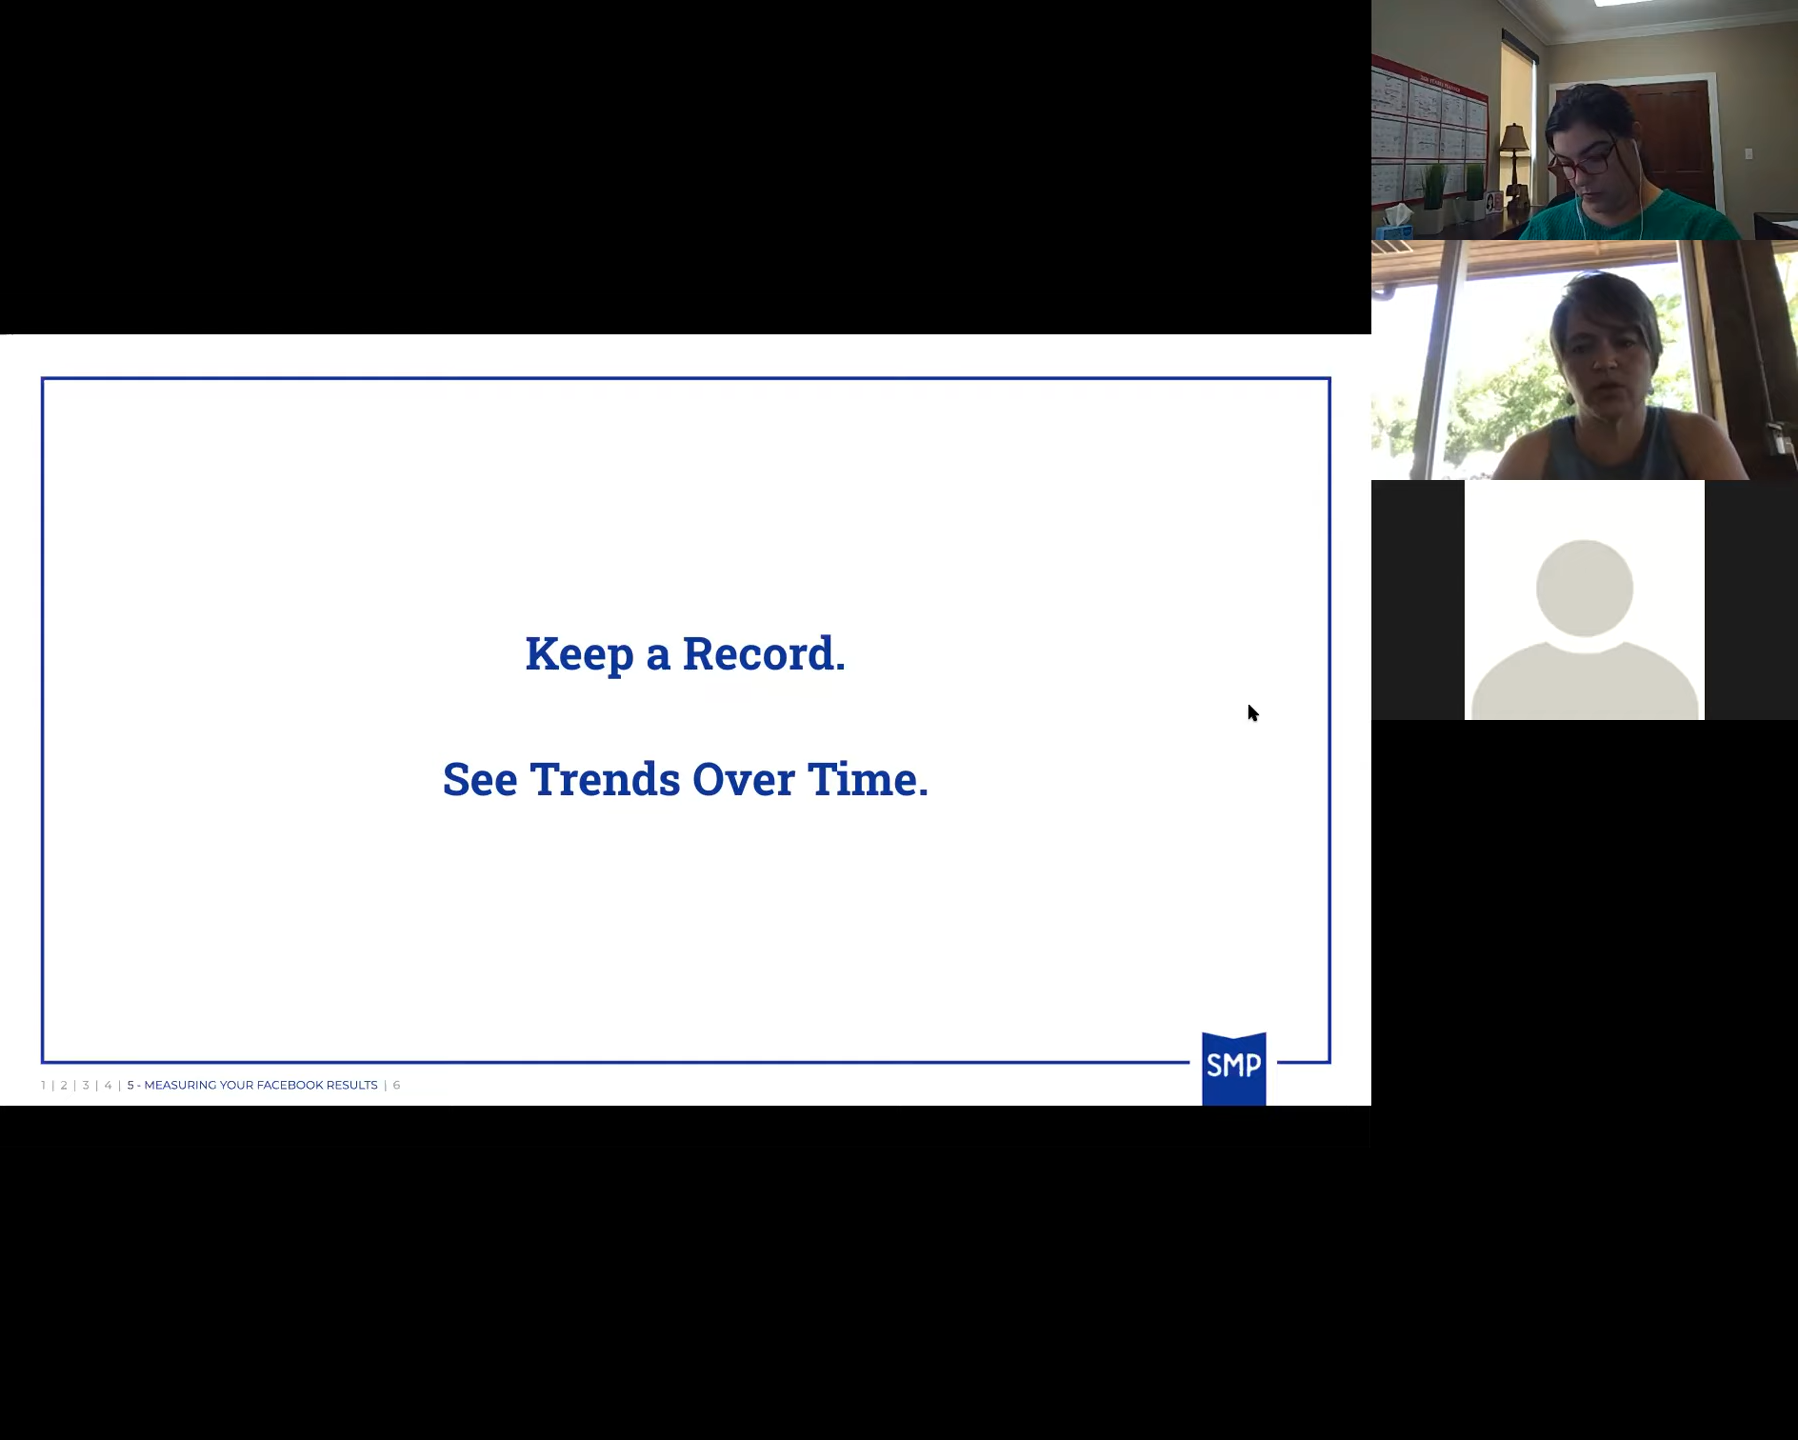 Keep a Record.
See Trends Over Time.
SMP
1 | 2 | 3 | 4 | 5 - MEASURING YOUR FACEBOOK RESULTS | 6